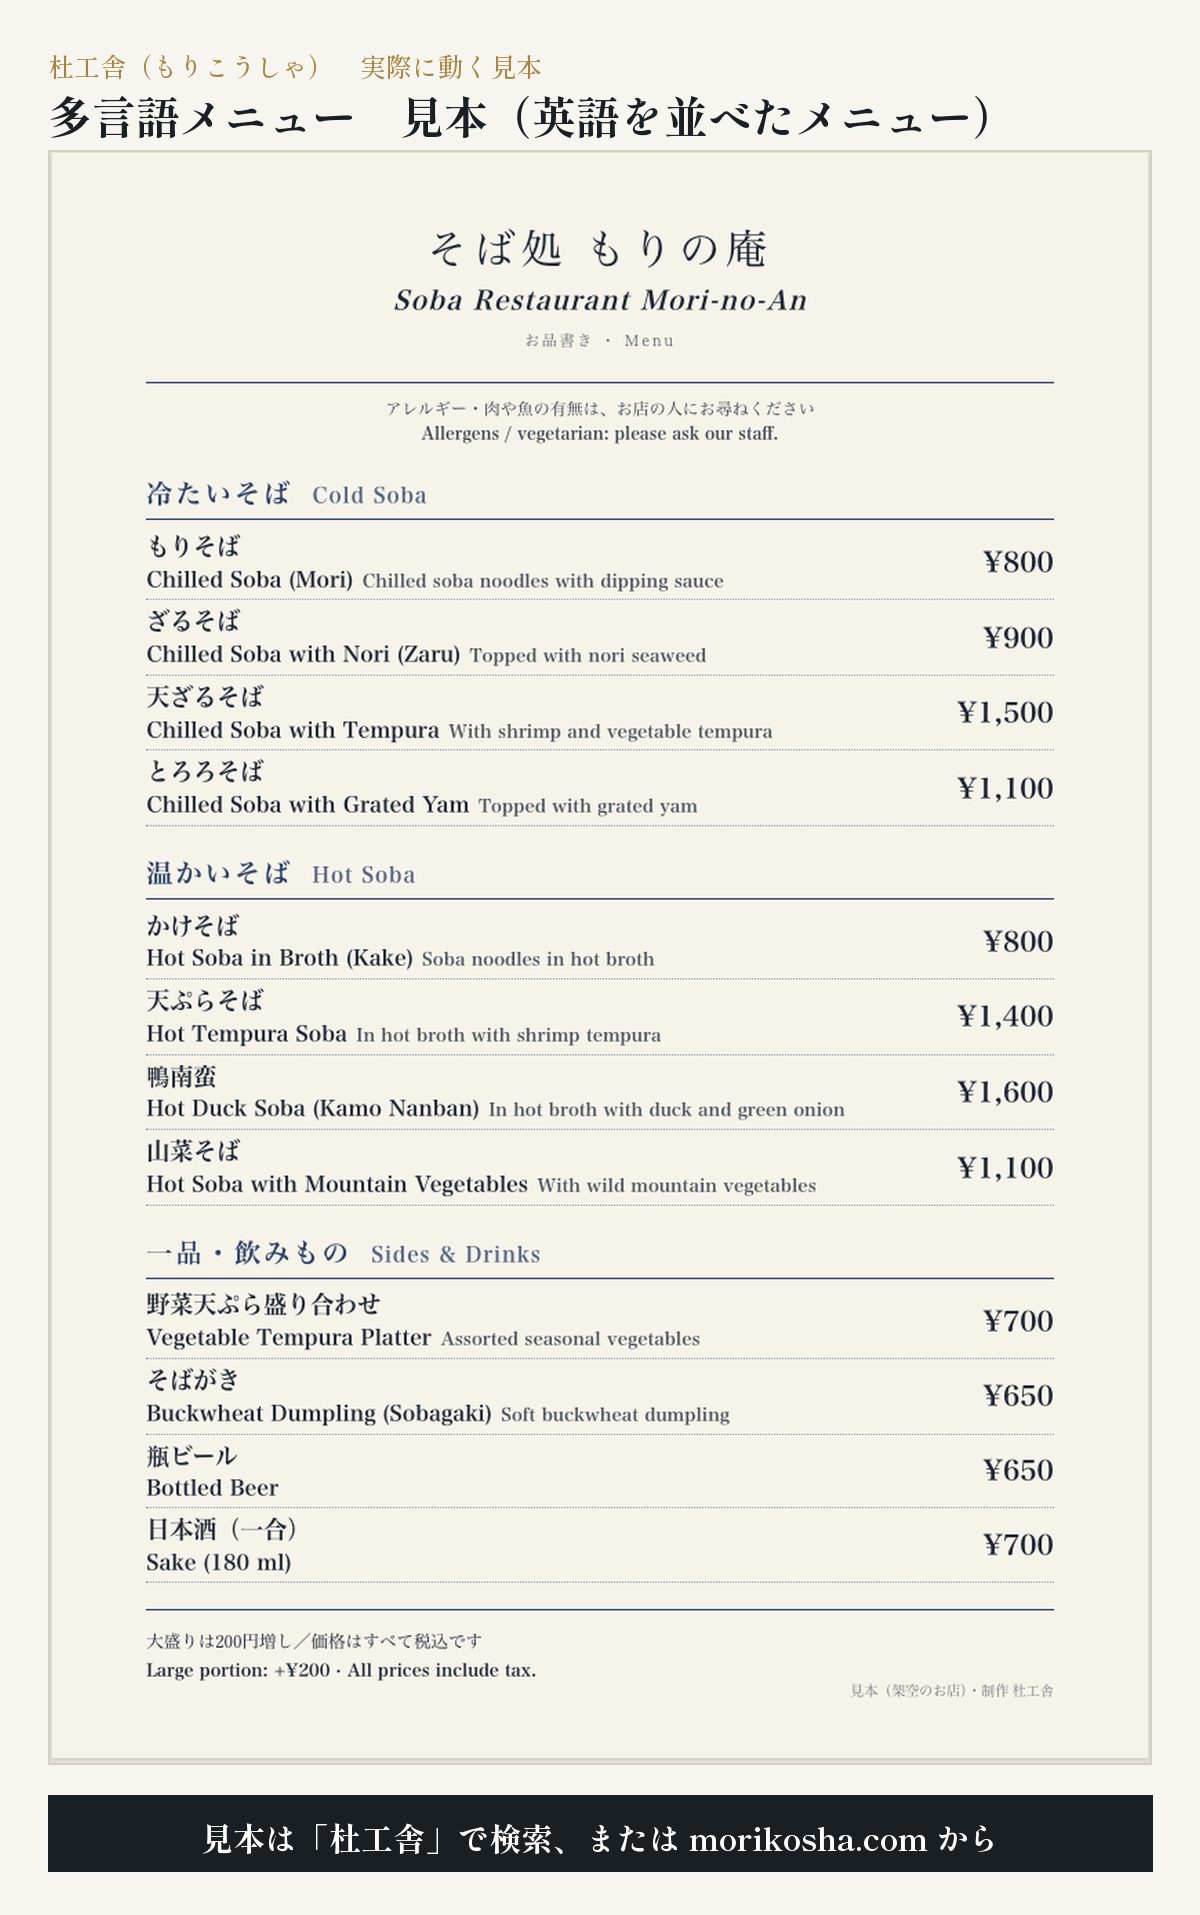 杜工舎（もりこうしゃ）　実際に動く見本
多言語メニュー　見本（英語を並べたメニュー）
そば処 もりの庵
Soba Restaurant Mori-no-An
お品書き ・ Menu
アレルギー・肉や魚の有無は、お店の人にお尋ねください
Allergens / vegetarian: please ask our staff.
冷たいそば Cold Soba
もりそば
Chilled Soba (Mori) Chilled soba noodles with dipping sauce ¥800
ざるそば
Chilled Soba with Nori (Zaru) Topped with nori seaweed ¥900
天ざるそば
Chilled Soba with Tempura With shrimp and vegetable tempura ¥1,500
とろろそば
Chilled Soba with Grated Yam Topped with grated yam ¥1,100
温かいそば Hot Soba
かけそば
Hot Soba in Broth (Kake) Soba noodles in hot broth ¥800
天ぷらそば
Hot Tempura Soba In hot broth with shrimp tempura ¥1,400
鴨南蛮
Hot Duck Soba (Kamo Nanban) In hot broth with duck and green onion ¥1,600
山菜そば
Hot Soba with Mountain Vegetables With wild mountain vegetables ¥1,100
一品・飲みもの Sides & Drinks
野菜天ぷら盛り合わせ
Vegetable Tempura Platter Assorted seasonal vegetables ¥700
そばがき
Buckwheat Dumpling (Sobagaki) Soft buckwheat dumpling ¥650
瓶ビール
Bottled Beer ¥650
日本酒（一合）
Sake (180 ml) ¥700
大盛りは200円増し／価格はすべて税込です
Large portion: +¥200 · All prices include tax.
見本（架空のお店）・制作 杜工舎
見本は「杜工舎」で検索、または morikosha.com から